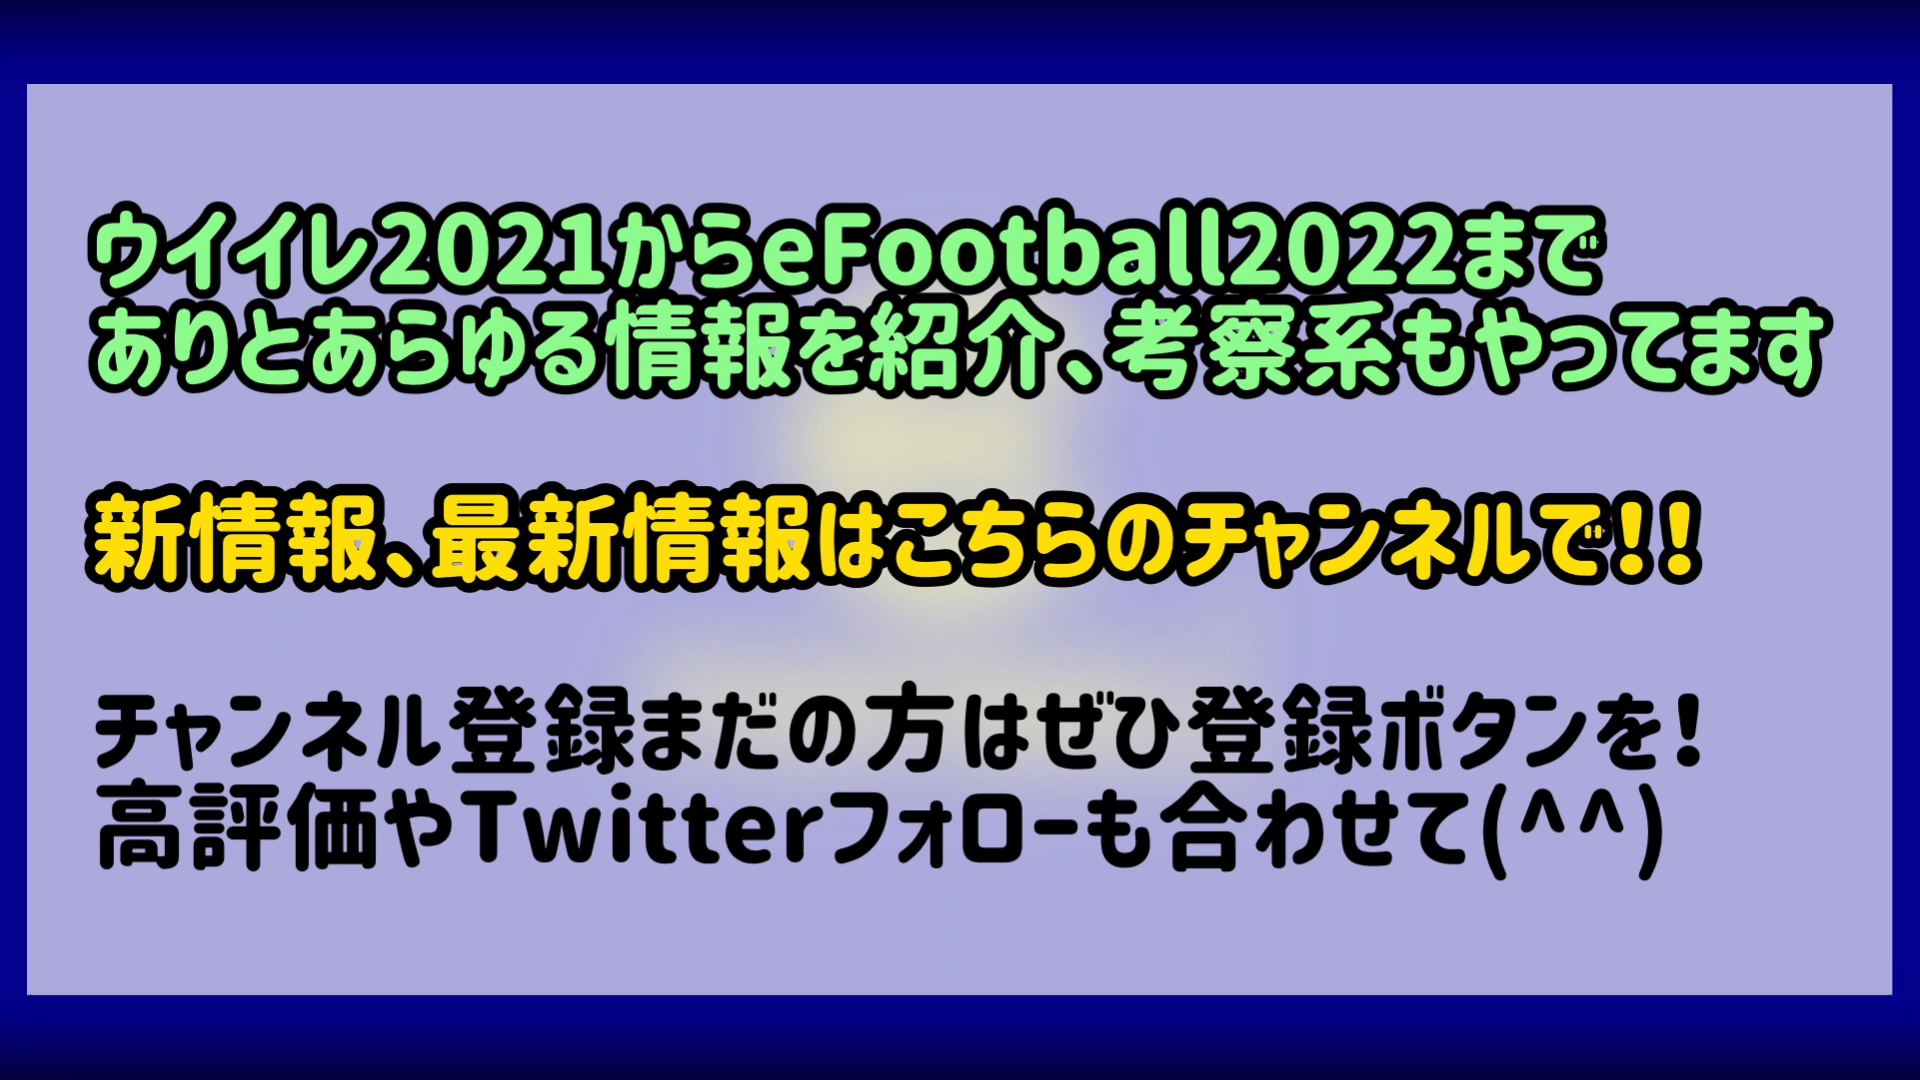 ウイイレ2021からeFootball2022まで
ありとあらゆる情報を紹介、考察系もやってます
新情報、最新情報はこちらのチャンネルで!!
チャンネル登録まだの方はぜひ登録ボタンを!
高評価やTwitterフォローも合わせて(^^)